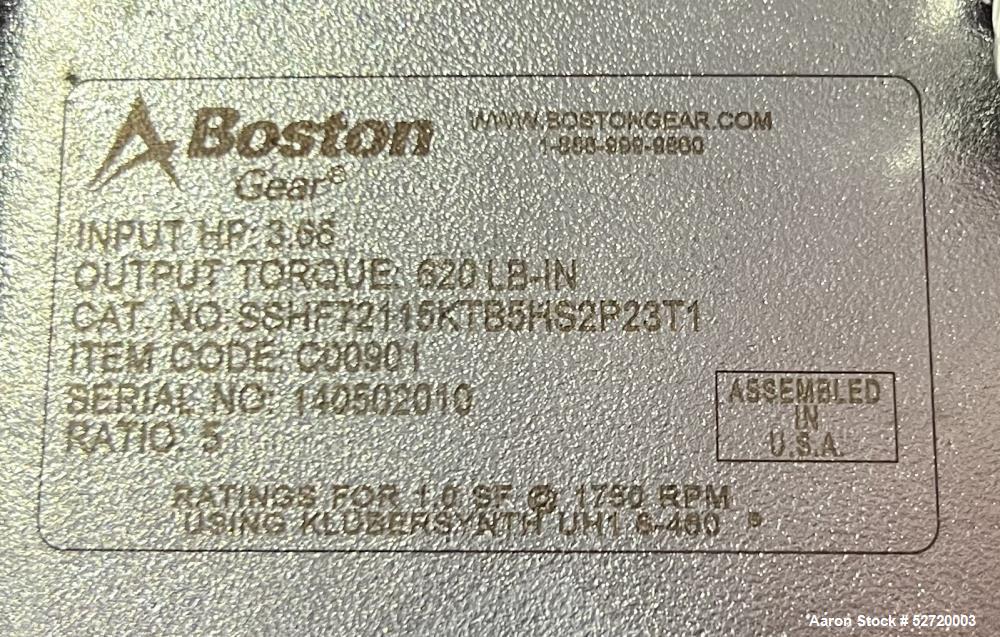 Boston
Gear®
WWW.BOSTONGEAR.COM
1-888-999-9860
INPUT HP: 3.66
OUTPUT TORQUE: 620 LB-IN
CAT. NO: SSHF72115KTB5HS2P23T1
ITEM CODE: C00901
SERIAL NO: 140502010
RATIO: 5
ASSEMBLED
IN
U.S.A.
RATINGS FOR 1.0 SF @ 1750 RPM
USING KLUBERSYNTH UH1 6-460 ®
Aaron Stock # 52720003